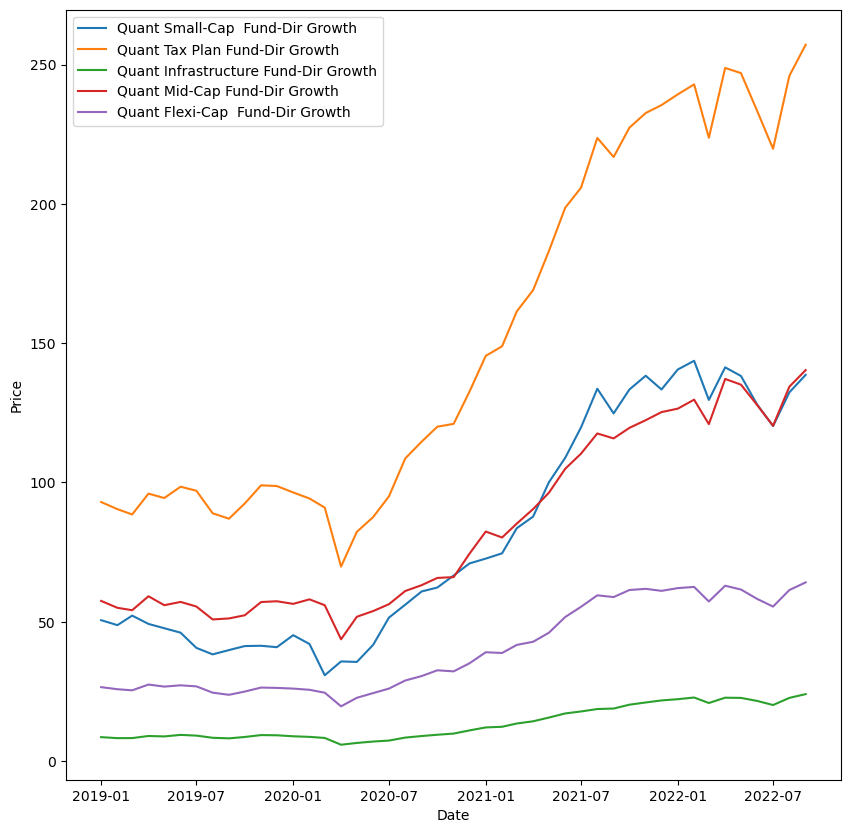 Quant Small-Cap  Fund-Dir Growth
Quant Tax Plan Fund-Dir Growth
Quant Infrastructure Fund-Dir Growth
Quant Mid-Cap Fund-Dir Growth
Quant Flexi-Cap  Fund-Dir Growth
250
200
150
100
50
0
Price
2019-01 2019-07 2020-01 2020-07 2021-01 2021-07 2022-01 2022-07
Date